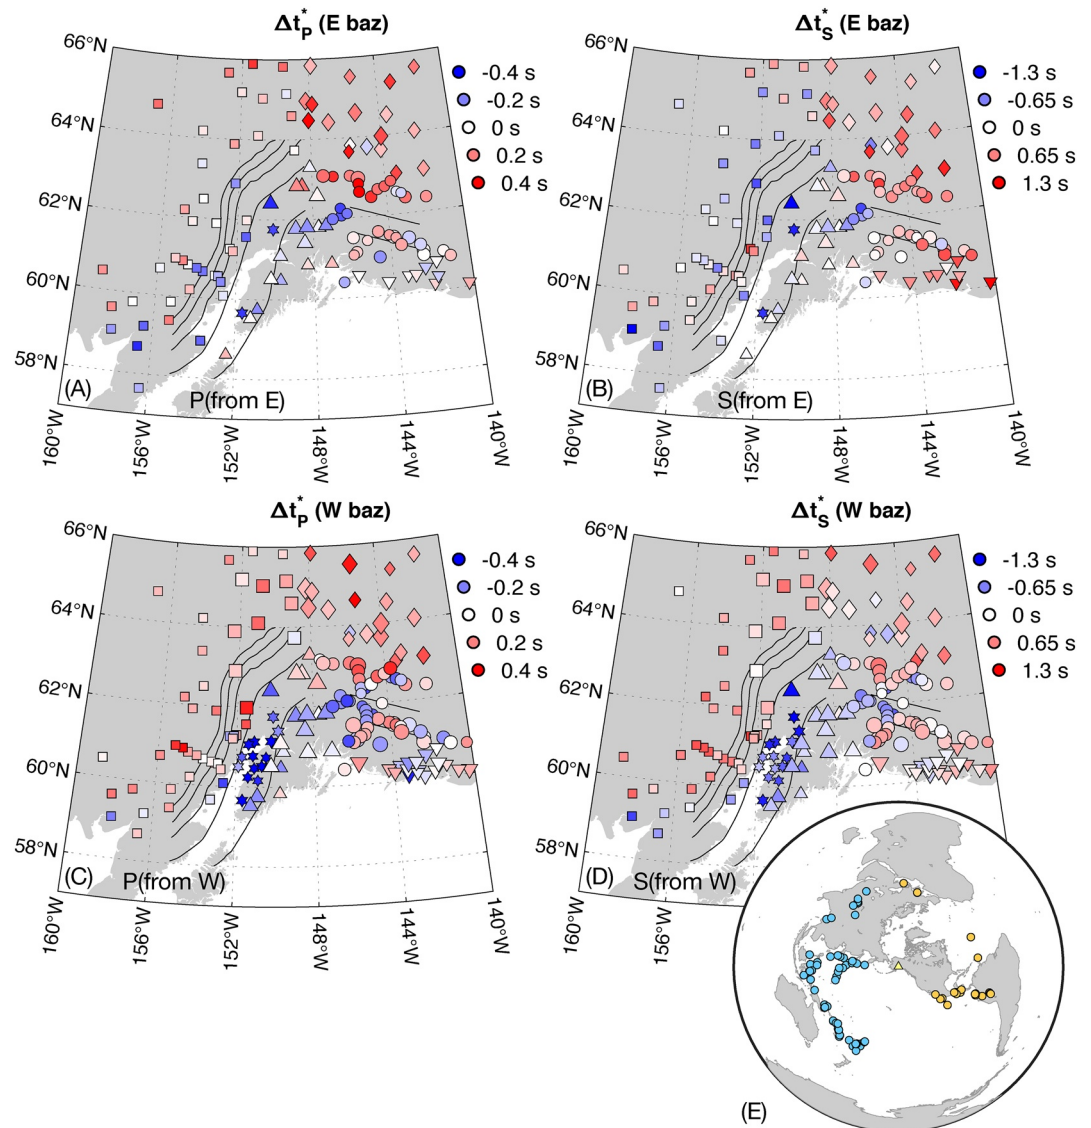 Δt*P (E baz)
66°N
64°N
62°N
60°N
58°N
-0.4 s
-0.2 s
0 s
0.2 s
0.4 s
(A)
P(from E)
160°W
156°W
152°W
148°W
144°W
140°W
Δt*S (E baz)
66°N
64°N
62°N
60°N
58°N
-1.3 s
-0.65 s
0 s
0.65 s
1.3 s
(B)
S(from E)
160°W
156°W
152°W
148°W
144°W
140°W
Δt*P (W baz)
66°N
64°N
62°N
60°N
58°N
-0.4 s
-0.2 s
0 s
0.2 s
0.4 s
(C)
P(from W)
160°W
156°W
152°W
148°W
144°W
140°W
Δt*S (W baz)
66°N
64°N
62°N
60°N
58°N
-1.3 s
-0.65 s
0 s
0.65 s
1.3 s
(D)
S(from W)
160°W
156°W
(E)